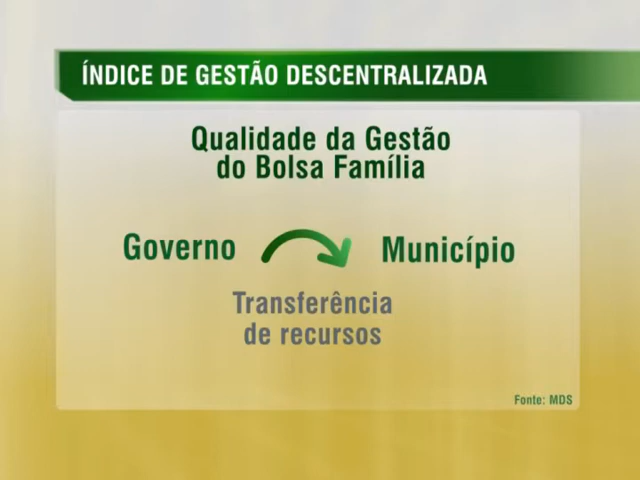 ÍNDICE DE GESTÃO DESCENTRALIZADA
Qualidade da Gestão
do Bolsa Família
Governo
Município
Transferência
de recursos
Fonte: MDS